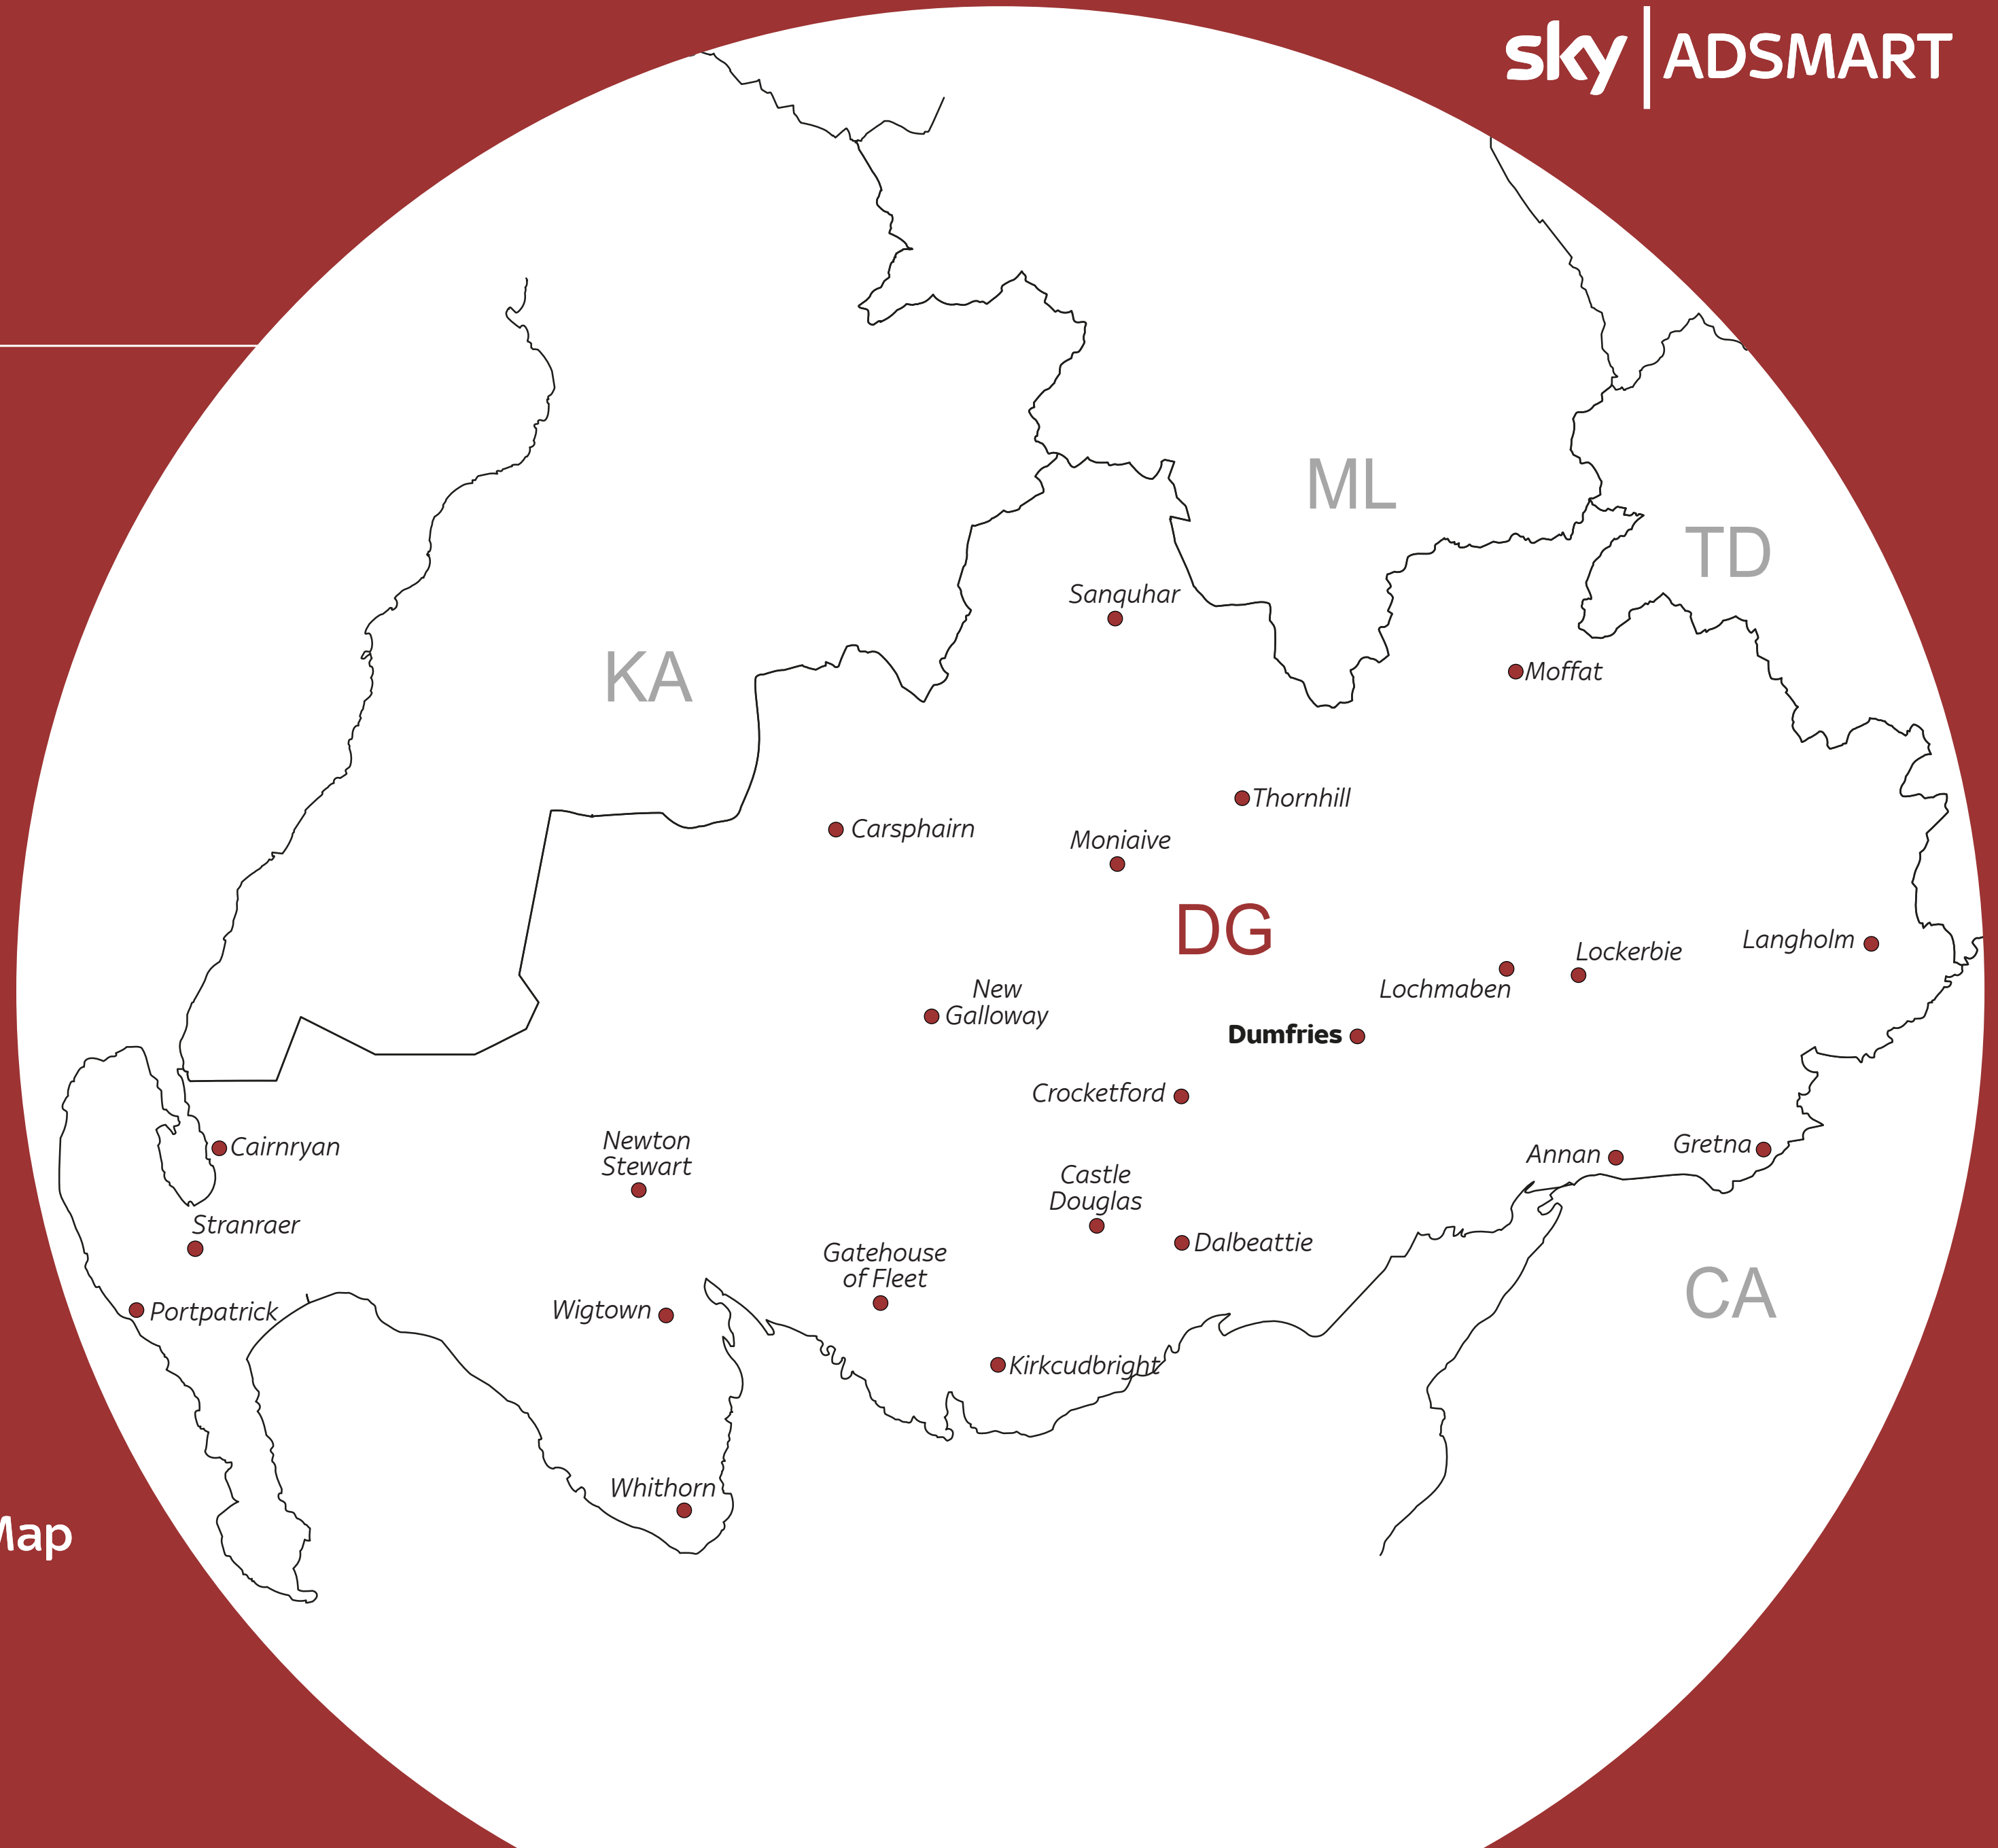 sky ADSMART
ML
TD
Sanquhar
KA
Moffat
Thornhill
Carsphairn
Moniaive
DG
Langholm
Lockerbie
Lochmaben
New
Galloway
Dumfries
Crocketford
Cairnryan
Newton
Stewart
Annan
Gretna
Castle
Douglas
Stranraer
Dalbeattie
Gatehouse
of Fleet
CA
Portpatrick
Wigtown
Kirkcudbright
Whithorn
Map